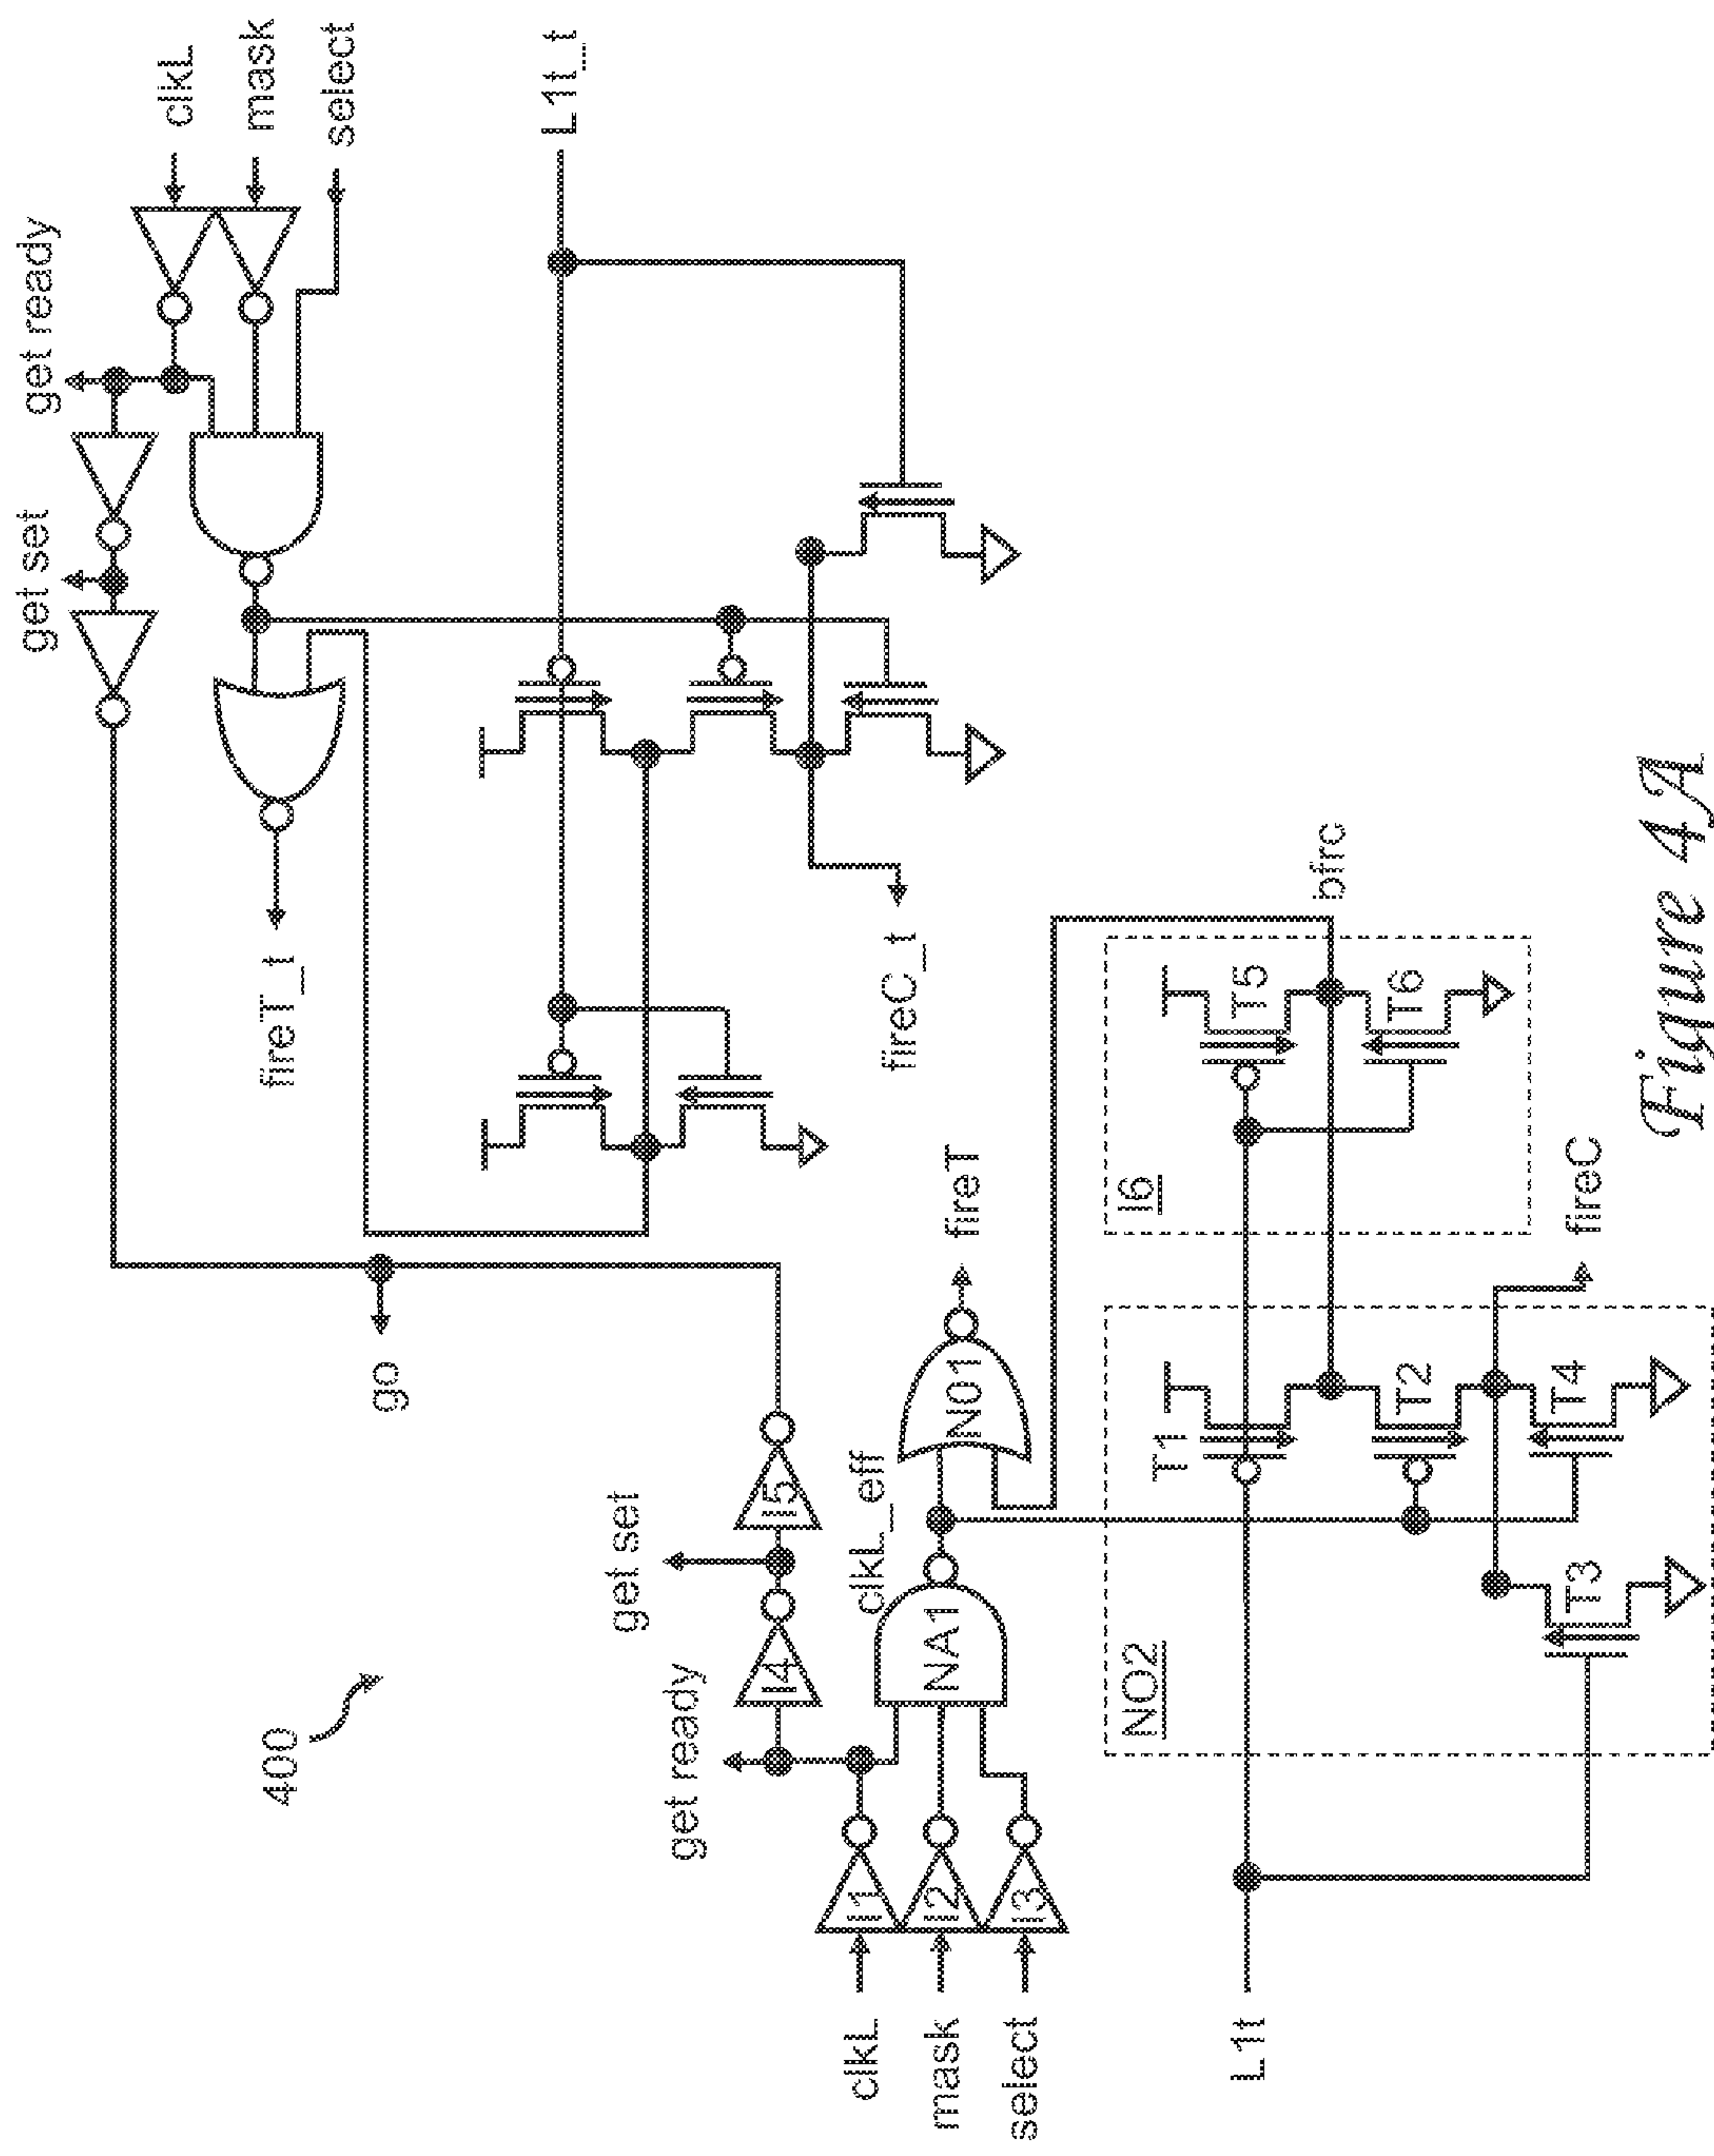 400
get set
get ready
clkL
mask
select
get ready
get set
go
fireT_t
L1t_t
fireC_t
I4
I5
clkL
mask
select
I1
I2
I3
NA1
clkL_eff
N01
fireT
L1t
NO2
T1
T2
T3
T4
I6
T5
T6
bfrc
fireC
Figure 4A